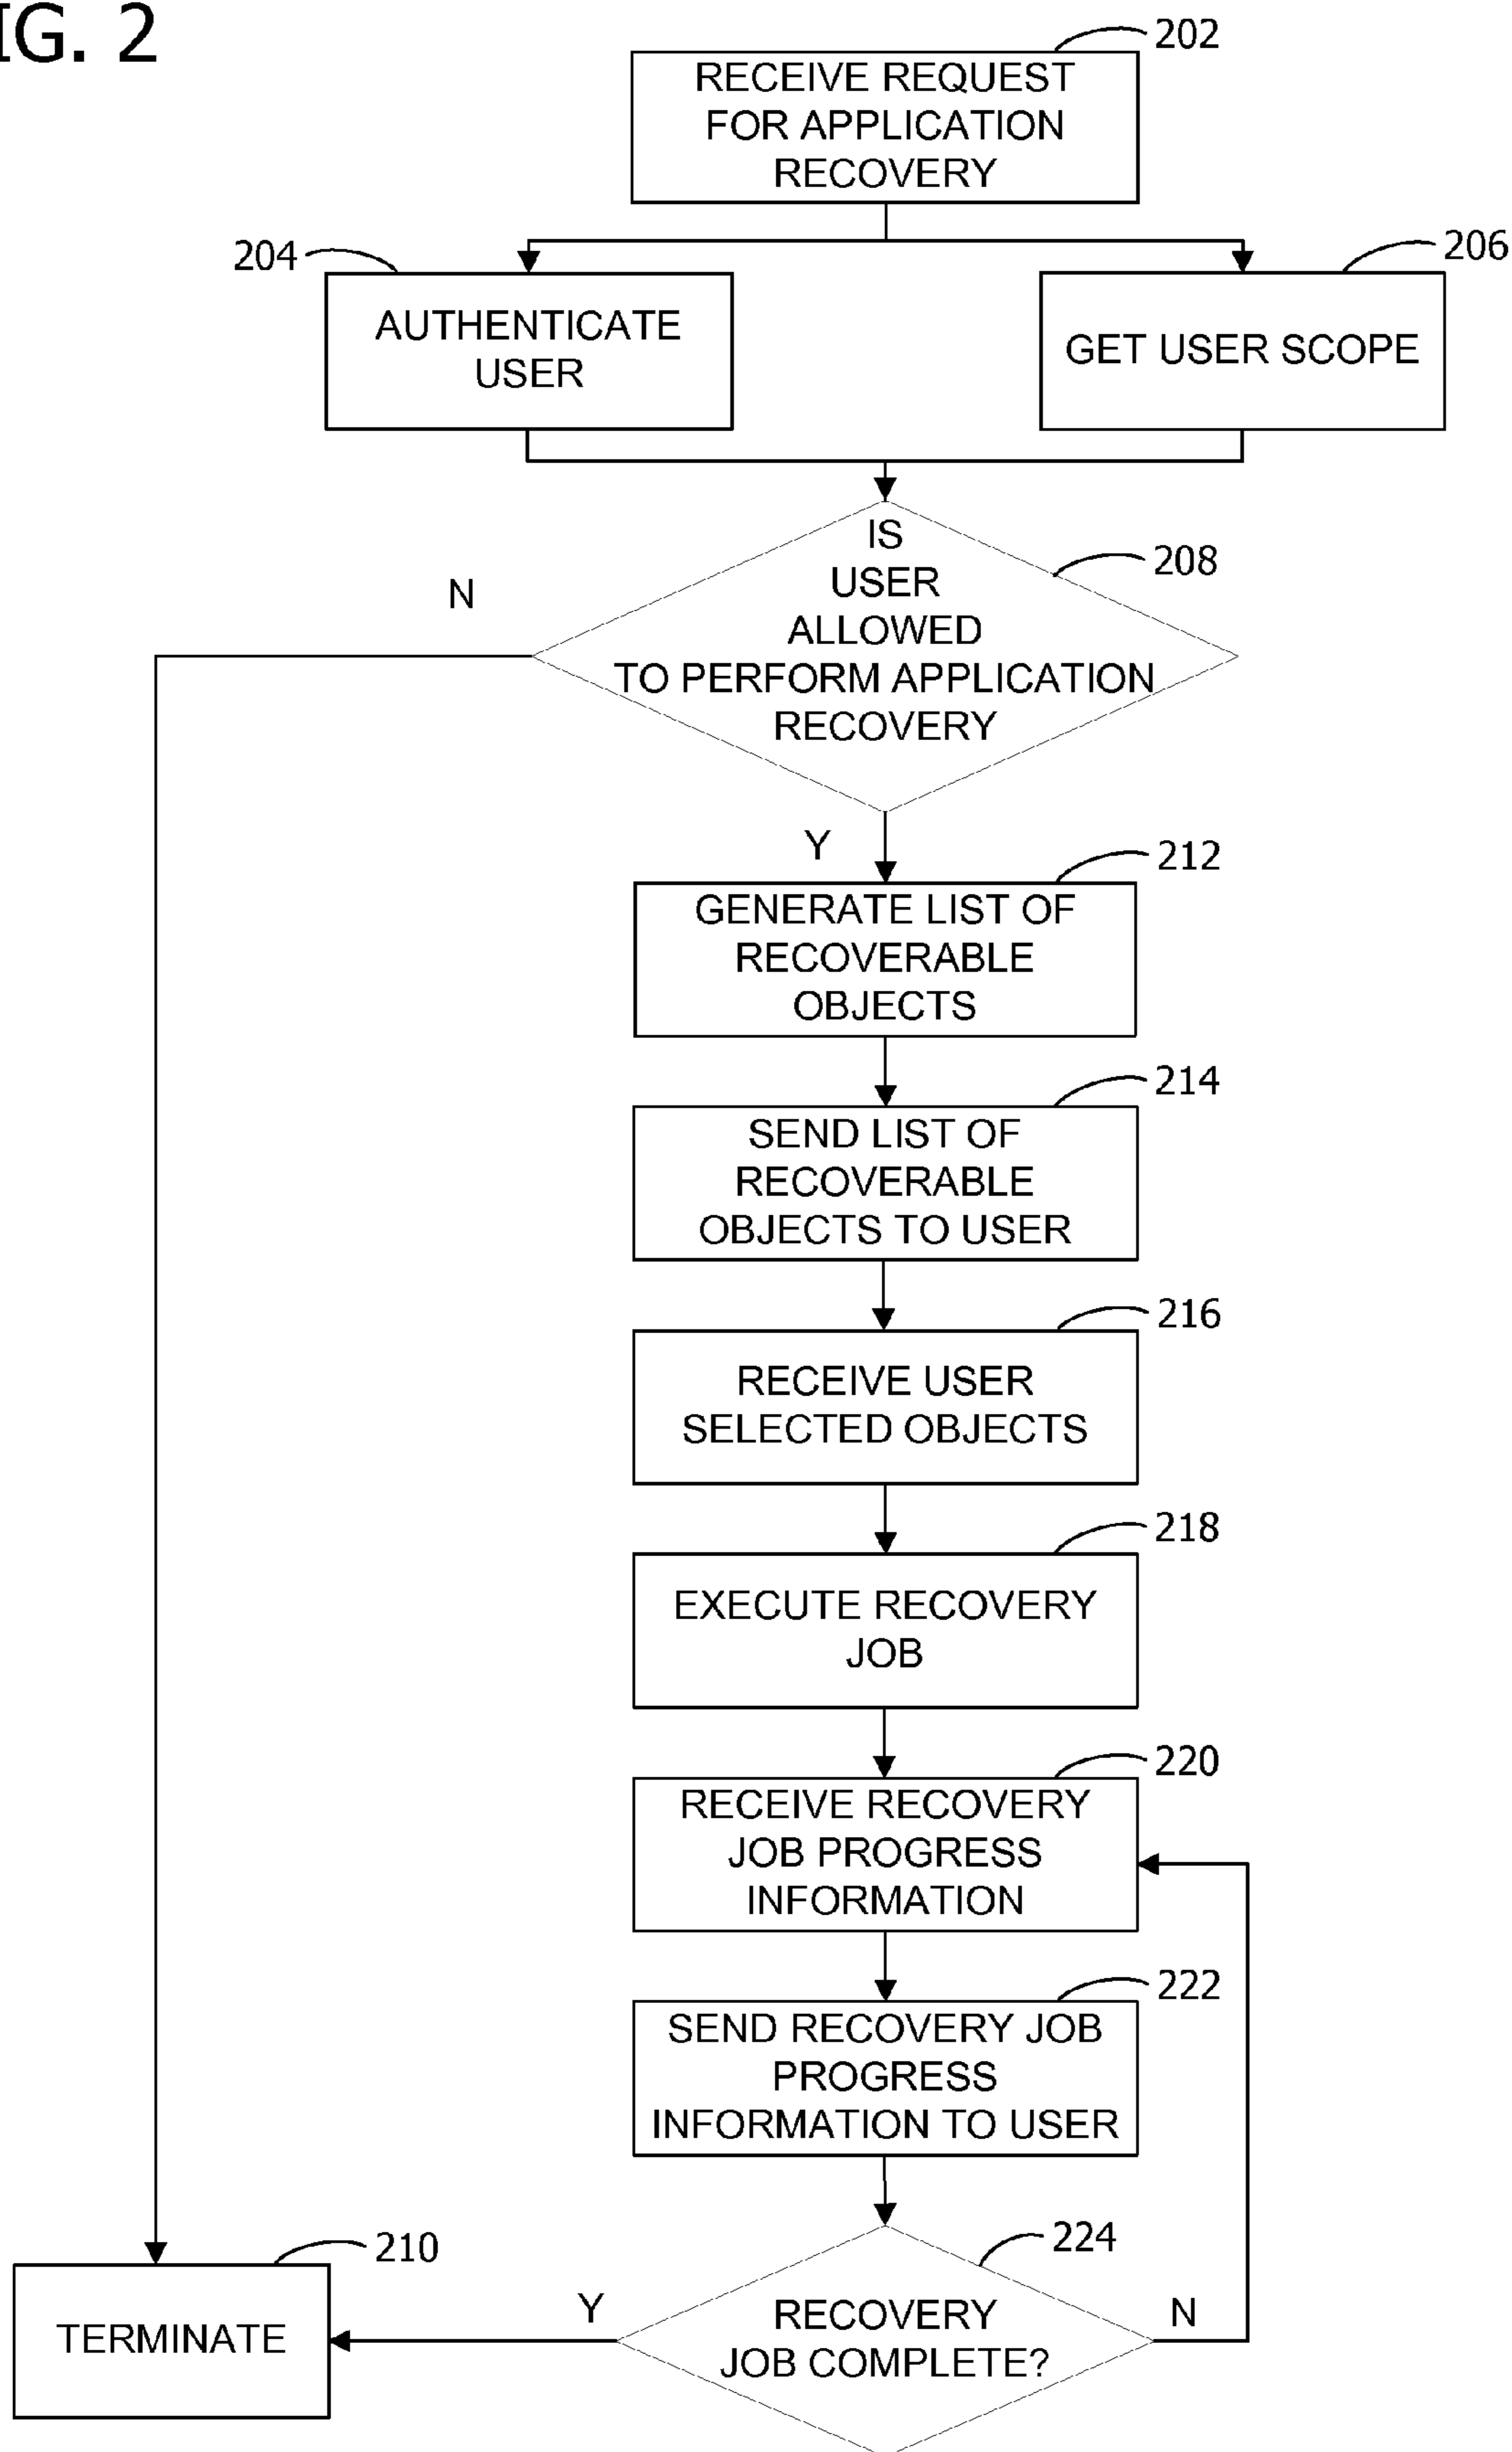 IG. 2
202
RECEIVE REQUEST
FOR APPLICATION
RECOVERY
204
206
AUTHENTICATE
USER
GET USER SCOPE
IS
USER
ALLOWED
TO PERFORM APPLICATION
RECOVERY
208
N
Y
212
GENERATE LIST OF
RECOVERABLE
OBJECTS
214
SEND LIST OF
RECOVERABLE
OBJECTS TO USER
216
RECEIVE USER
SELECTED OBJECTS
218
EXECUTE RECOVERY
JOB
220
RECEIVE RECOVERY
JOB PROGRESS
INFORMATION
222
SEND RECOVERY JOB
PROGRESS
INFORMATION TO USER
210
224
TERMINATE
Y
RECOVERY
JOB COMPLETE?
N